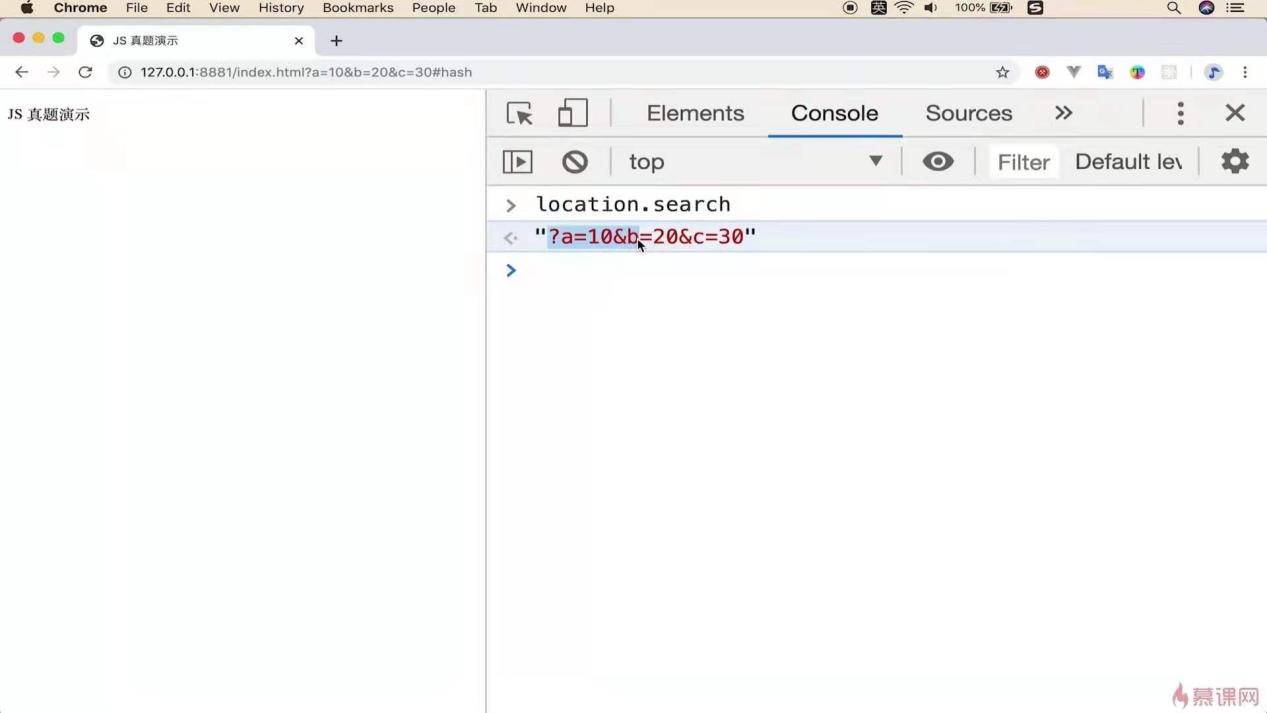 Chrome File Edit View History Bookmarks People Tab Window Help 英 100% S
JS 真题演示
127.0.0.1:8881/index.html?a=10&b=20&c=30#hash
JS 真题演示
Elements Console Sources »
top Filter Default lev
> location.search
"?a=10&b=20&c=30"
>
慕课网